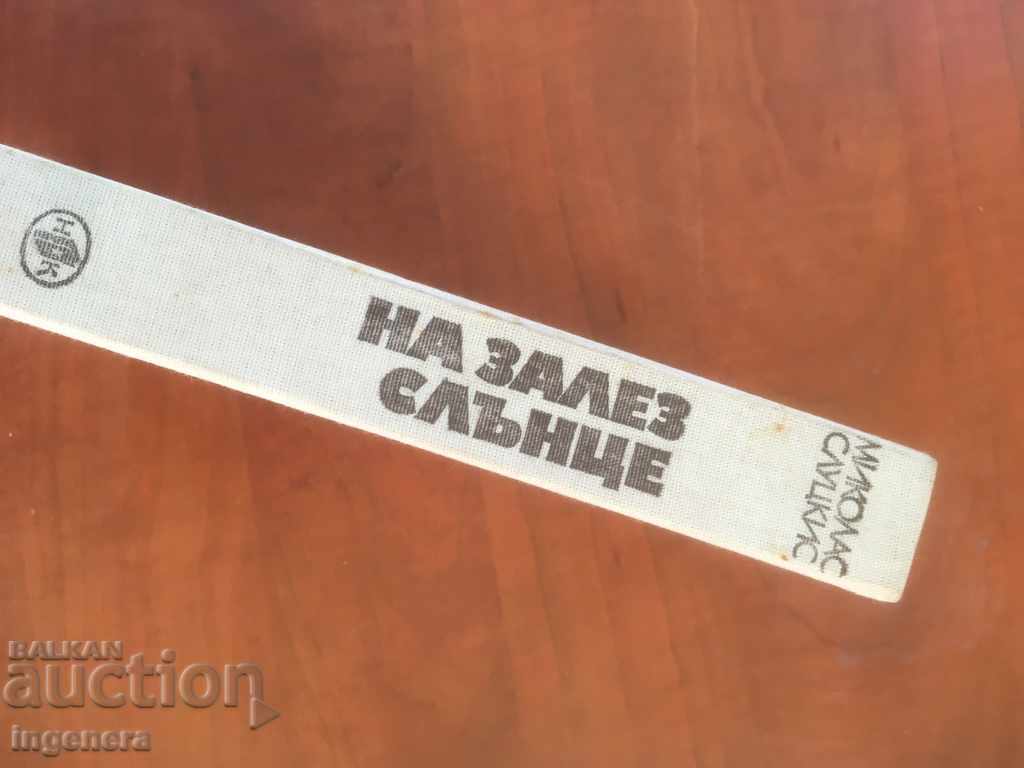 НА ЗАЛЕЗ
СЛЪНЦЕ
МИКОЛАС
СЛУЦКИС
Н
К
BALKAN
auction
ingenera